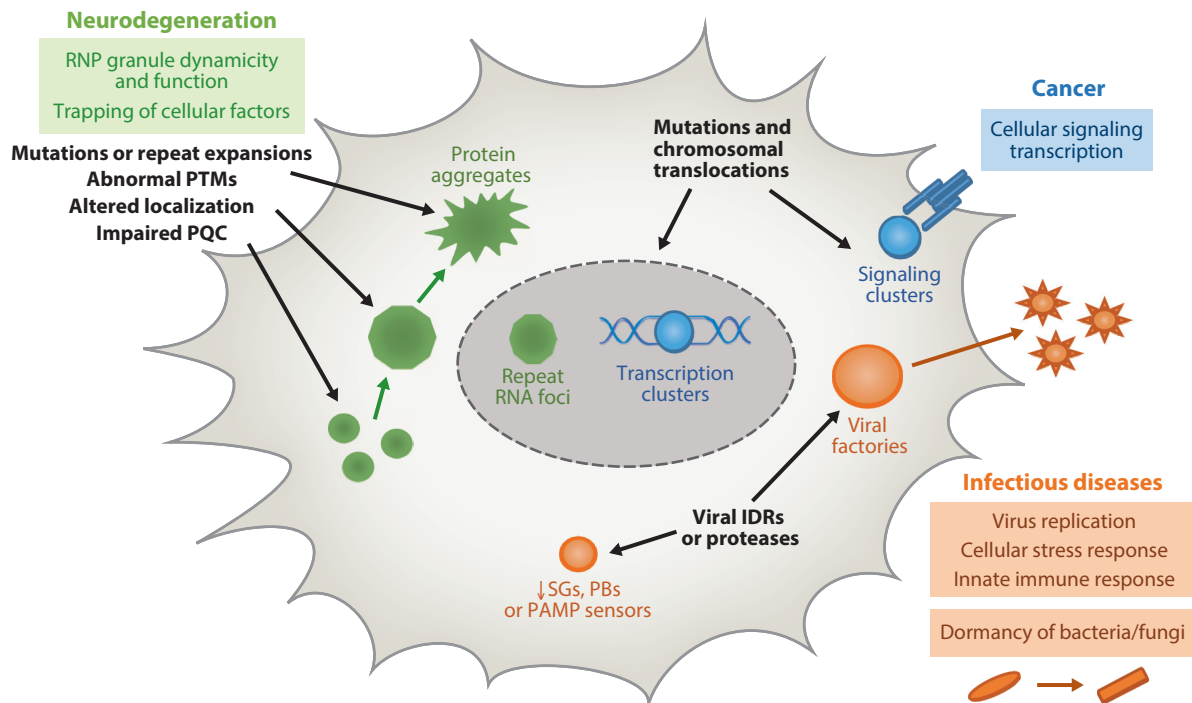 Neurodegeneration
RNP granule dynamicity
and function
Trapping of cellular factors
Mutations or repeat expansions
Abnormal PTMs
Altered localization
Impaired PQC
Protein
aggregates
Mutations and
chromosomal
translocations
Cancer
Cellular signaling
transcription
Signaling
clusters
Repeat
RNA foci
Transcription
clusters
Viral
factories
Viral IDRs
or proteases
↓SGs, PBs
or PAMP sensors
Infectious diseases
Virus replication
Cellular stress response
Innate immune response
Dormancy of bacteria/fungi